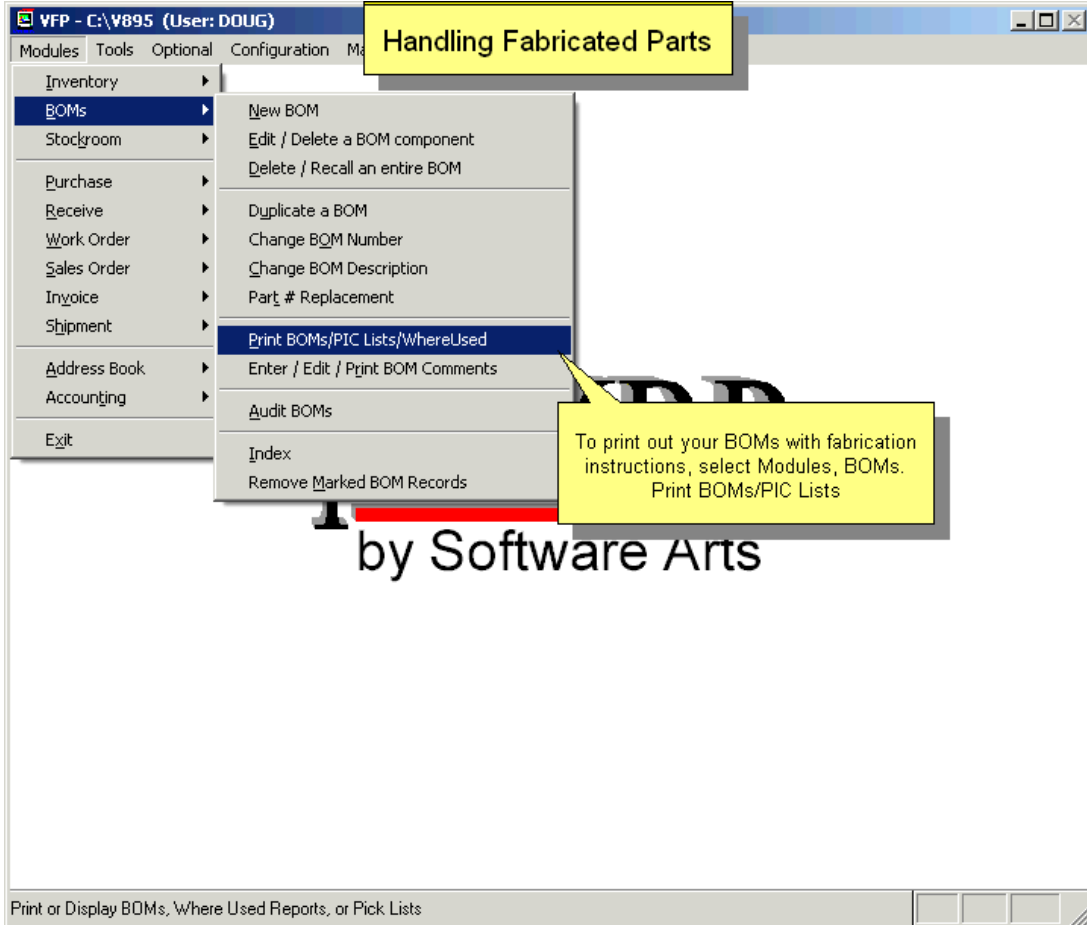 VFP - C:\V895 (User: DOUG)
Handling Fabricated Parts
Modules Tools Optional Configuration
Inventory
BOMs
Stockroom
Purchase
Receive
Work Order
Sales Order
Invoice
Shipment
Address Book
Accounting
Exit
New BOM
Edit / Delete a BOM component
Delete / Recall an entire BOM
Duplicate a BOM
Change BOM Number
Change BOM Description
Part # Replacement
Print BOMs/PIC Lists/WhereUsed
Enter / Edit / Print BOM Comments
Audit BOMs
Index
Remove Marked BOM Records
To print out your BOMs with fabrication
instructions, select Modules, BOMs.
Print BOMs/PIC Lists
by Software Arts
Print or Display BOMs, Where Used Reports, or Pick Lists